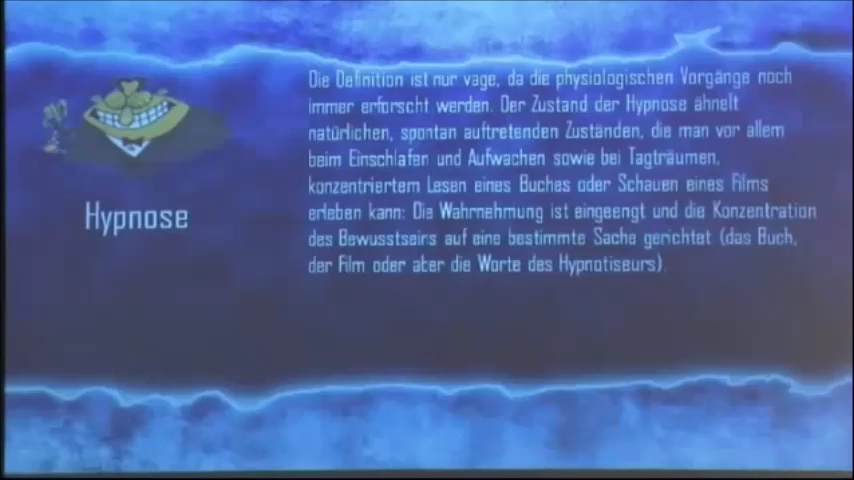 Hypnose
Die Definition ist nur vage, da die physiologischen Vorgänge noch
immer erforscht werden. Der Zustand der Hypnose ähnelt
natürlichen, spontan auftretenden Zuständen, die man vor allem
beim Einschlafen und Aufwachen sowie bei Tagträumen,
konzentriertem Lesen eines Buches oder Schauen eines Films
erleben kann: Die Wahrnehmung ist eingeengt und die Konzentration
des Bewusstseins auf eine bestimmte Sache gerichtet (das Buch,
der Film oder aber die Worte des Hypnotiseurs).